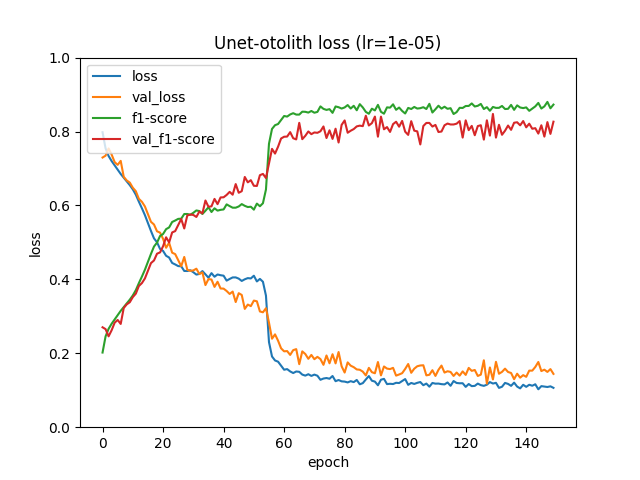 Unet-otolith loss (lr=1e-05)
loss
val_loss
f1-score
val_f1-score
1.0
0.8
0.6
0.4
0.2
0.0
loss
0 20 40 60 80 100 120 140
epoch